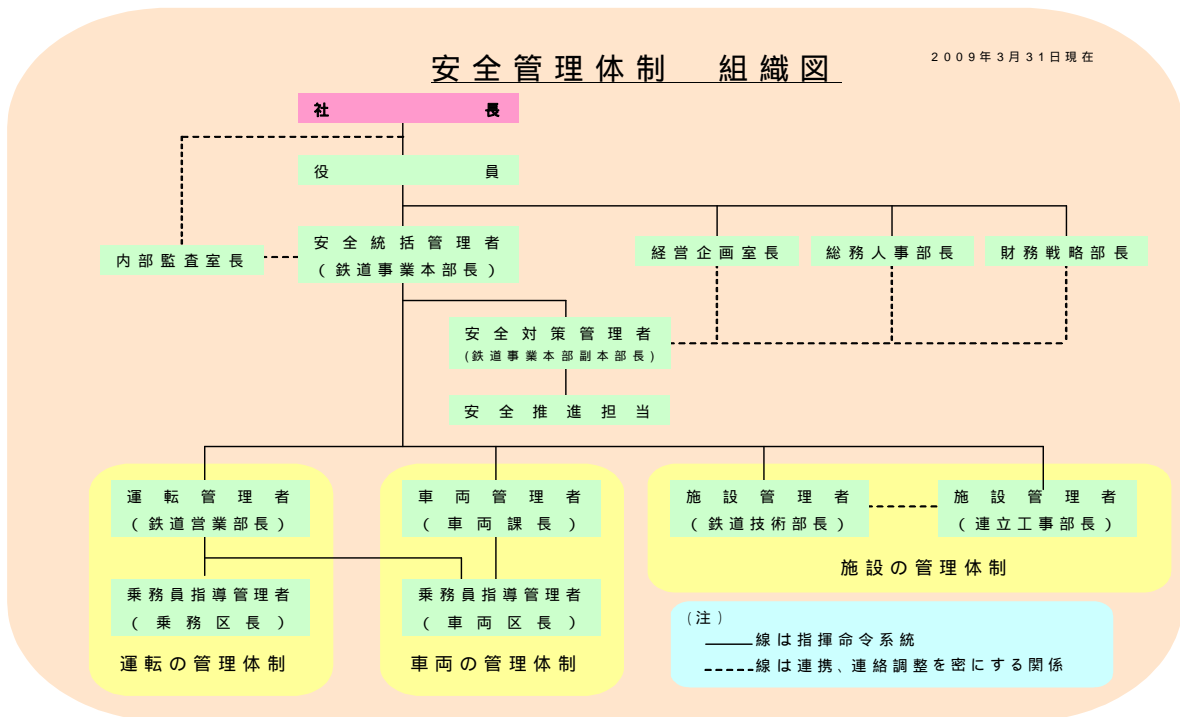 安全管理体制　組織図
2009年3月31日現在
社長
役員
安全統括管理者
(鉄道事業本部長)
内部監査室長
経営企画室長
総務人事部長
財務戦略部長
安全対策管理者
(鉄道事業本部副本部長)
安全推進担当
運転管理者
(鉄道営業部長)
車両管理者
(車両課長)
施設管理者
(鉄道技術部長)
施設管理者
(連立工事部長)
施設の管理体制
乗務員指導管理者
(乗務区長)
乗務員指導管理者
(車両区長)
運転の管理体制
車両の管理体制
(注)
線は指揮命令系統
線は連携、連絡調整を密にする関係